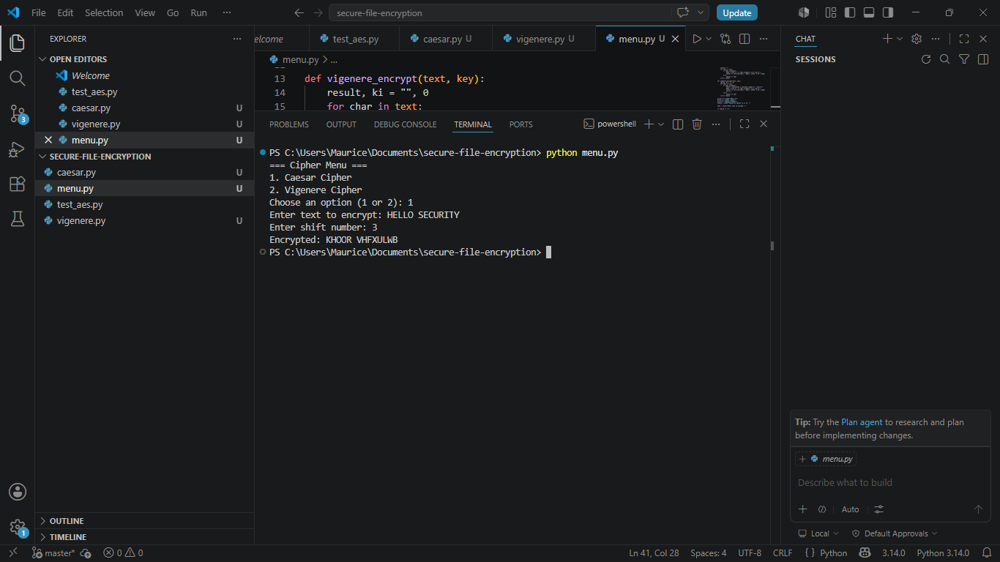 File Edit Selection View Go Run ··· secure-file-encryption Update
EXPLORER ···
OPEN EDITORS
Welcome
test_aes.py
caesar.py U
vigenere.py U
menu.py U
SECURE-FILE-ENCRYPTION
caesar.py U
menu.py U
test_aes.py
vigenere.py U
OUTLINE
TIMELINE
elcome test_aes.py caesar.py U vigenere.py U menu.py U
menu.py > ...
13 def vigenere_encrypt(text, key):
14 result, ki = "", 0
15 for char in text:
PROBLEMS OUTPUT DEBUG CONSOLE TERMINAL PORTS powershell
PS C:\Users\Maurice\Documents\secure-file-encryption> python menu.py
=== Cipher Menu ===
1. Caesar Cipher
2. Vigenere Cipher
Choose an option (1 or 2): 1
Enter text to encrypt: HELLO SECURITY
Enter shift number: 3
Encrypted: KHOOR VHFXULWB
PS C:\Users\Maurice\Documents\secure-file-encryption>
CHAT
SESSIONS
Tip: Try the Plan agent to research and plan
before implementing changes.
menu.py
Describe what to build
Auto
Local Default Approvals
3
1
master* 0 0 Ln 41, Col 28 Spaces: 4 UTF-8 CRLF { } Python 3.14.0 Python 3.14.0